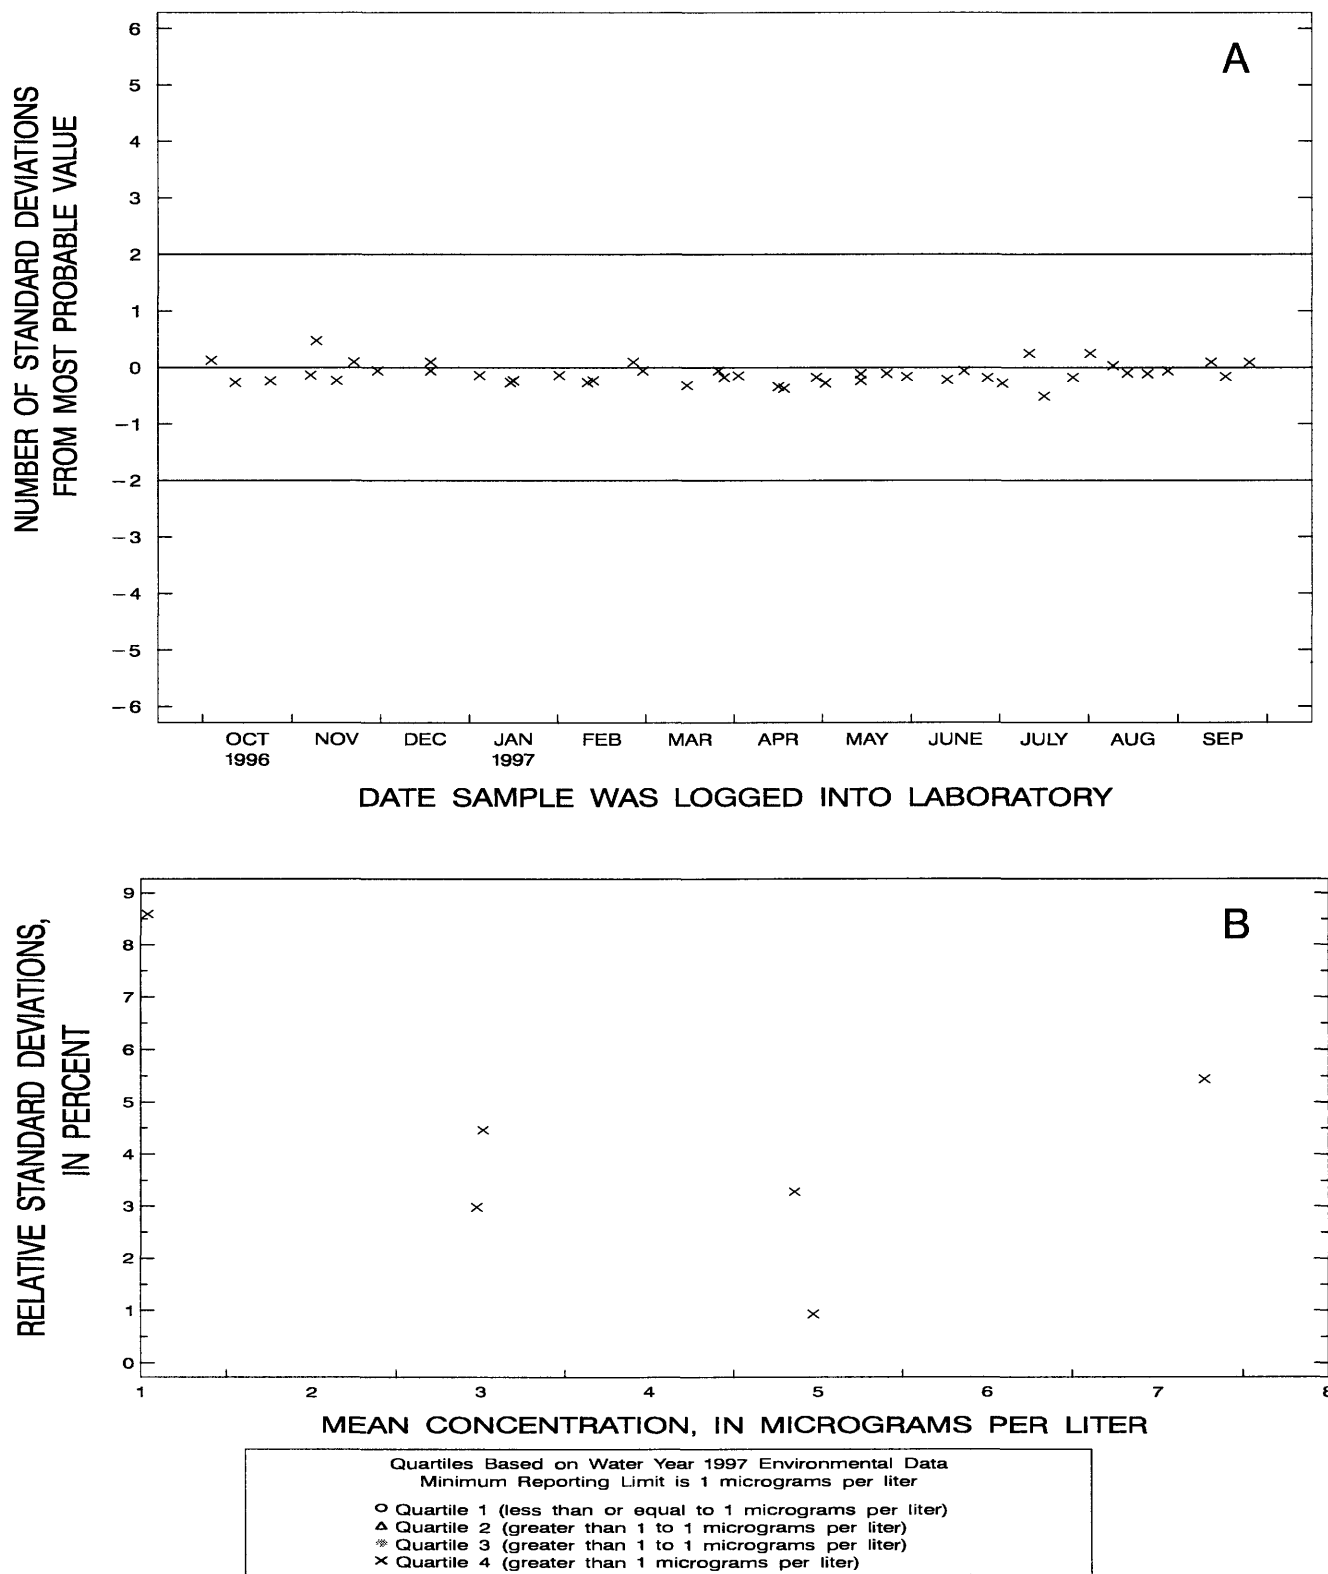 NUMBER OF STANDARD DEVIATIONS
FROM MOST PROBABLE VALUE
A
6
5
4
3
2
1
0
−1
−2
−3
−4
−5
−6
OCT NOV DEC JAN FEB MAR APR MAY JUNE JULY AUG SEP
1996 1997
DATE SAMPLE WAS LOGGED INTO LABORATORY
RELATIVE STANDARD DEVIATIONS,
IN PERCENT
B
9
8
7
6
5
4
3
2
1
0
1 2 3 4 5 6 7 8
MEAN CONCENTRATION, IN MICROGRAMS PER LITER
Quartiles Based on Water Year 1997 Environmental Data
Minimum Reporting Limit is 1 micrograms per liter
Quartile 1 (less than or equal to 1 micrograms per liter)
Quartile 2 (greater than 1 to 1 micrograms per liter)
Quartile 3 (greater than 1 to 1 micrograms per liter)
Quartile 4 (greater than 1 micrograms per liter)